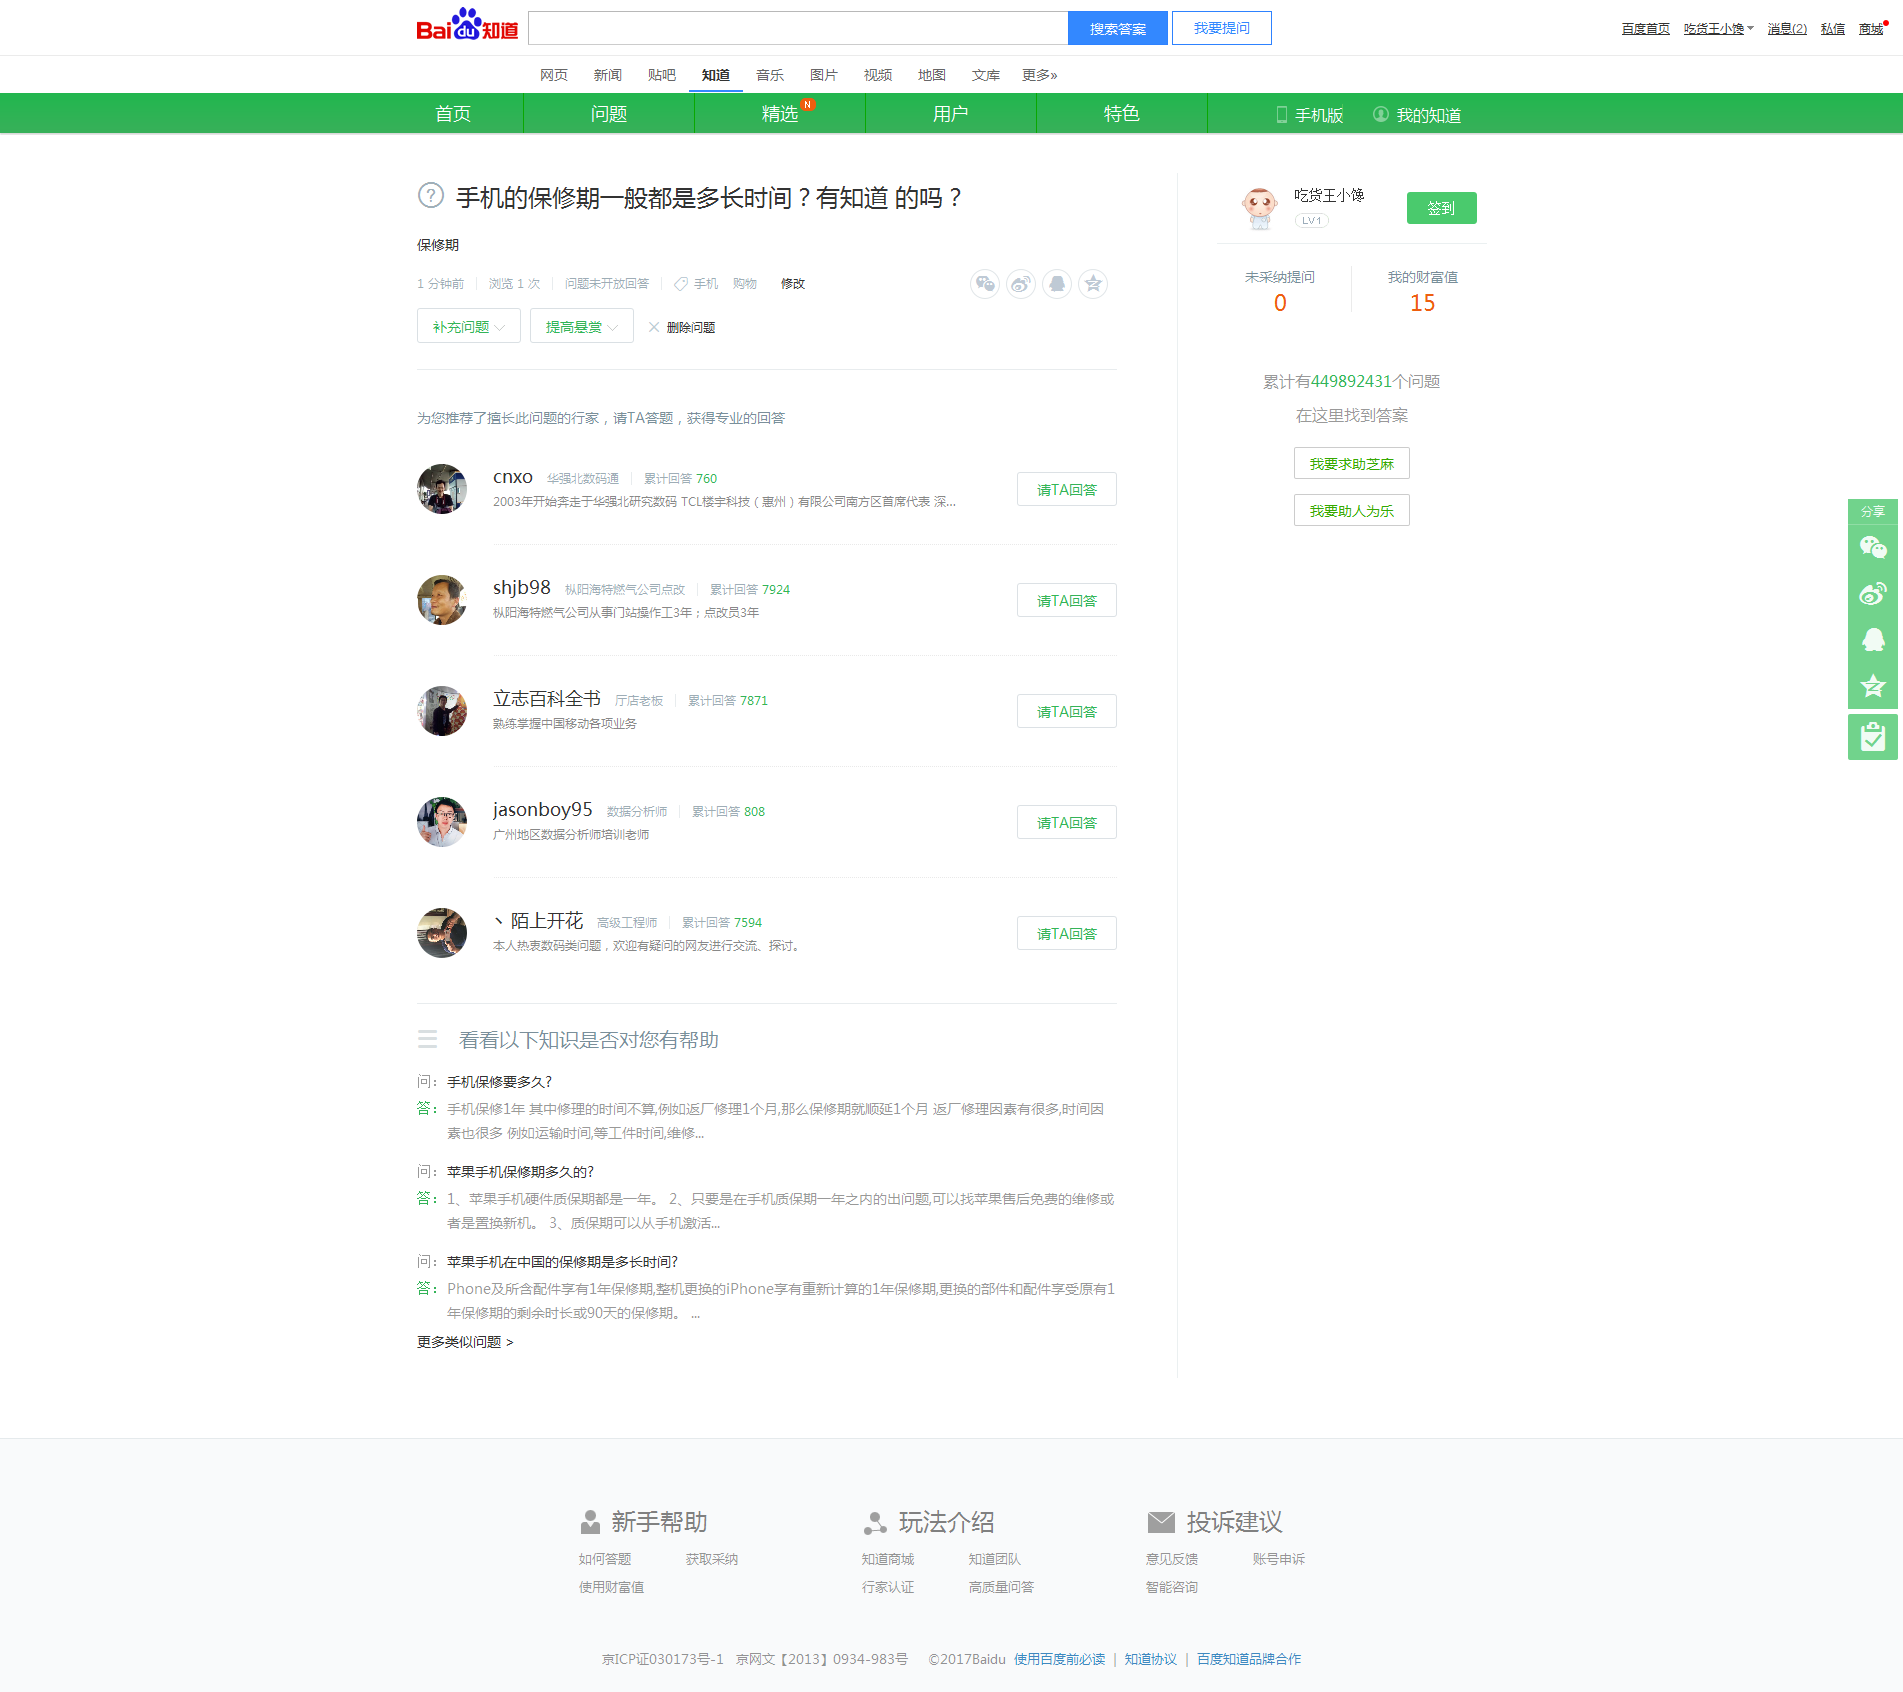 Bai du 知道
搜索答案
我要提问
百度首页 吃货王小馋 消息(2) 私信 商城
网页 新闻 贴吧 知道 音乐 图片 视频 地图 文库 更多»
首页 问题 精选 N 用户 特色 手机版 我的知道
? 手机的保修期一般都是多长时间？有知道 的吗？
保修期
1 分钟前 浏览 1 次 问题未开放回答 手机 购物 修改
补充问题 提高悬赏 删除问题
为您推荐了擅长此问题的行家，请TA答题，获得专业的回答
cnxo 华强北数码通 累计回答 760
2003年开始奔走于华强北研究数码 TCL楼宇科技（惠州）有限公司南方区首席代表 深...
请TA回答
shjb98 枞阳海特燃气公司点改 累计回答 7924
枞阳海特燃气公司从事门站操作工3年；点改员3年
请TA回答
立志百科全书 厅店老板 累计回答 7871
熟练掌握中国移动各项业务
请TA回答
jasonboy95 数据分析师 累计回答 808
广州地区数据分析师培训老师
请TA回答
丶陌上开花 高级工程师 累计回答 7594
本人热衷数码类问题，欢迎有疑问的网友进行交流、探讨。
请TA回答
看看以下知识是否对您有帮助
问： 手机保修要多久?
答： 手机保修1年 其中修理的时间不算,例如返厂修理1个月,那么保修期就顺延1个月 返厂修理因素有很多,时间因
素也很多 例如运输时间,等工件时间,维修...
问： 苹果手机保修期多久的?
答： 1、苹果手机硬件质保期都是一年。 2、只要是在手机质保期一年之内的出问题,可以找苹果售后免费的维修或
者是置换新机。 3、质保期可以从手机激活...
问： 苹果手机在中国的保修期是多长时间?
答： Phone及所含配件享有1年保修期,整机更换的iPhone享有重新计算的1年保修期,更换的部件和配件享受原有1
年保修期的剩余时长或90天的保修期。 ...
更多类似问题 >
吃货王小馋
LV1
签到
未采纳提问 我的财富值
0 15
累计有449892431个问题
在这里找到答案
我要求助芝麻
我要助人为乐
分享
新手帮助
如何答题 获取采纳
使用财富值
玩法介绍
知道商城 知道团队
行家认证 高质量问答
投诉建议
意见反馈 账号申诉
智能咨询
京ICP证030173号-1 京网文【2013】0934-983号 ©2017Baidu 使用百度前必读 | 知道协议 | 百度知道品牌合作